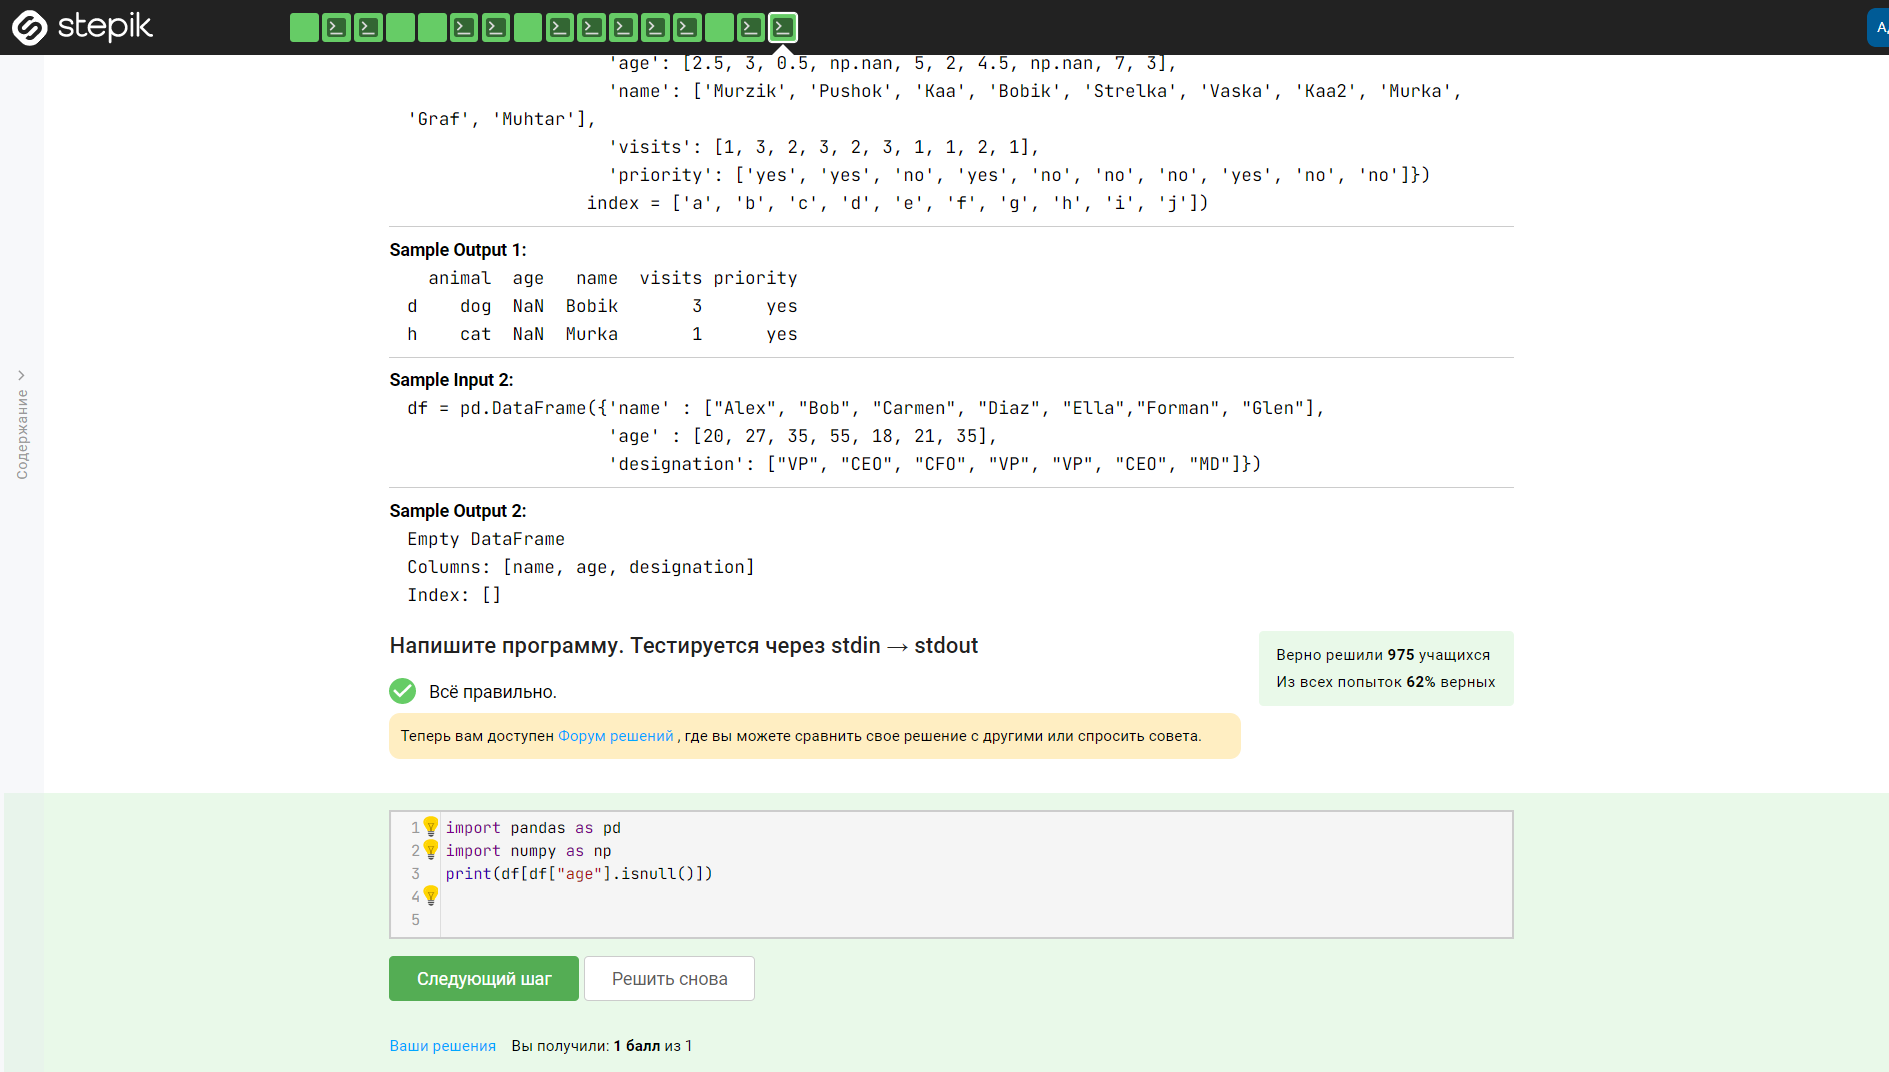 stepik
'age': [2.5, 3, 0.5, np.nan, 5, 2, 4.5, np.nan, 7, 3],
'name': ['Murzik', 'Pushok', 'Kaa', 'Bobik', 'Strelka', 'Vaska', 'Kaa2', 'Murka',
'Graf', 'Muhtar'],
'visits': [1, 3, 2, 3, 2, 3, 1, 1, 2, 1],
'priority': ['yes', 'yes', 'no', 'yes', 'no', 'no', 'no', 'yes', 'no', 'no']})
index = ['a', 'b', 'c', 'd', 'e', 'f', 'g', 'h', 'i', 'j'])
Sample Output 1:
animal age name visits priority
d dog NaN Bobik 3 yes
h cat NaN Murka 1 yes
Sample Input 2:
df = pd.DataFrame({'name' : ["Alex", "Bob", "Carmen", "Diaz", "Ella","Forman", "Glen"],
'age' : [20, 27, 35, 55, 18, 21, 35],
'designation': ["VP", "CEO", "CFO", "VP", "VP", "CEO", "MD"]})
Sample Output 2:
Empty DataFrame
Columns: [name, age, designation]
Index: []
Содержание
Напишите программу. Тестируется через stdin → stdout
Верно решили 975 учащихся
Из всех попыток 62% верных
Всё правильно.
Теперь вам доступен Форум решений , где вы можете сравнить свое решение с другими или спросить совета.
1 import pandas as pd
2 import numpy as np
3 print(df[df["age"].isnull()])
4
5
Следующий шаг
Решить снова
Ваши решения Вы получили: 1 балл из 1